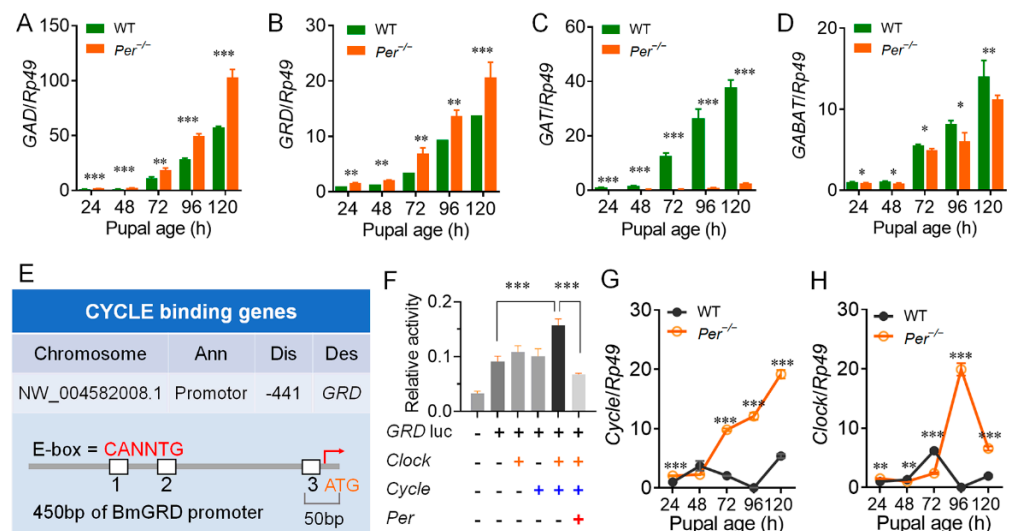 A
WT
Per−/−
GAD/Rp49
150
100
50
0
***
***
**
***
***
24 48 72 96 120
Pupal age (h)
B
WT
Per−/−
GRD/Rp49
30
20
10
0
**
**
**
**
***
24 48 72 96 120
Pupal age (h)
C
WT
Per−/−
GAT/Rp49
60
40
20
0
***
***
***
***
***
24 48 72 96 120
Pupal age (h)
D
WT
Per−/−
GABAT/Rp49
20
10
0
*
*
*
*
**
24 48 72 96 120
Pupal age (h)
E
CYCLE binding genes
Chromosome Ann Dis Des
NW_004582008.1 Promotor -441 GRD
E-box = CANNTG
1 2 3 ATG
450bp of BmGRD promoter 50bp
F
Relative activity
0.2
0.1
0.0
*** ***
GRD luc - + + + + +
Clock - - + - + +
Cycle - - - + + +
Per - - - - - +
G
WT
Per−/−
Cycle/Rp49
30
20
10
0
***
***
***
***
24 48 72 96 120
Pupal age (h)
H
WT
Per−/−
Clock/Rp49
30
20
10
0
**
**
***
***
***
24 48 72 96 120
Pupal age (h)